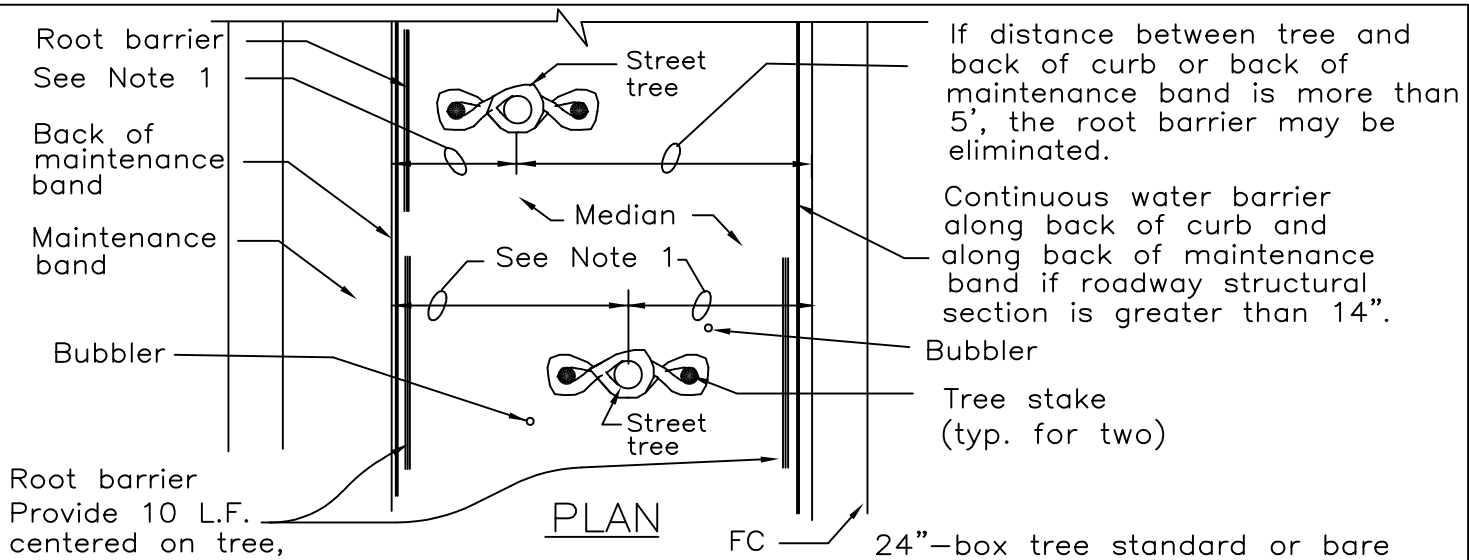 Root barrier
See Note 1
Back of
maintenance
band
Maintenance
band
Bubbler
Root barrier
Provide 10 L.F.
centered on tree,
Street
tree
Median
See Note 1
Street
tree
PLAN
FC
If distance between tree and
back of curb or back of
maintenance band is more than
5', the root barrier may be
eliminated.
Continuous water barrier
along back of curb and
along back of maintenance
band if roadway structural
section is greater than 14".
Bubbler
Tree stake
(typ. for two)
24"-box tree standard or bare